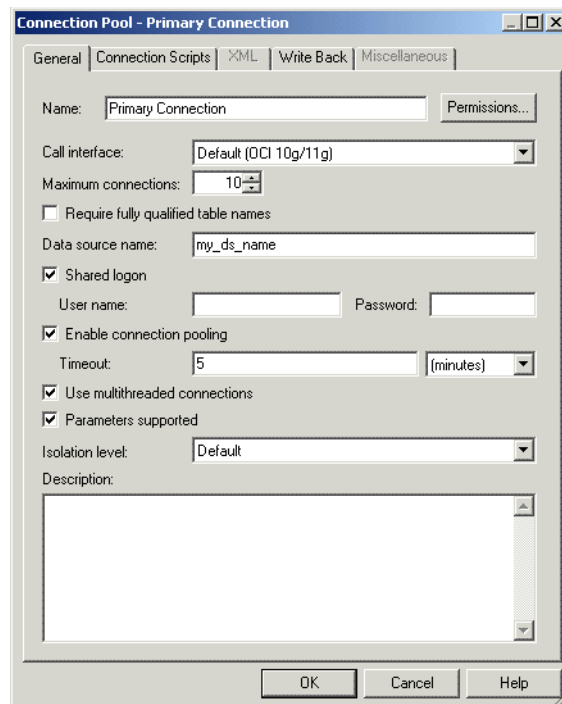 Connection Pool - Primary Connection
General Connection Scripts XML Write Back Miscellaneous
Name: Primary Connection Permissions...
Call interface: Default (OCI 10g/11g)
Maximum connections: 10
Require fully qualified table names
Data source name: my_ds_name
Shared logon
User name: Password:
Enable connection pooling
Timeout: 5 (minutes)
Use multithreaded connections
Parameters supported
Isolation level: Default
Description:
OK Cancel Help